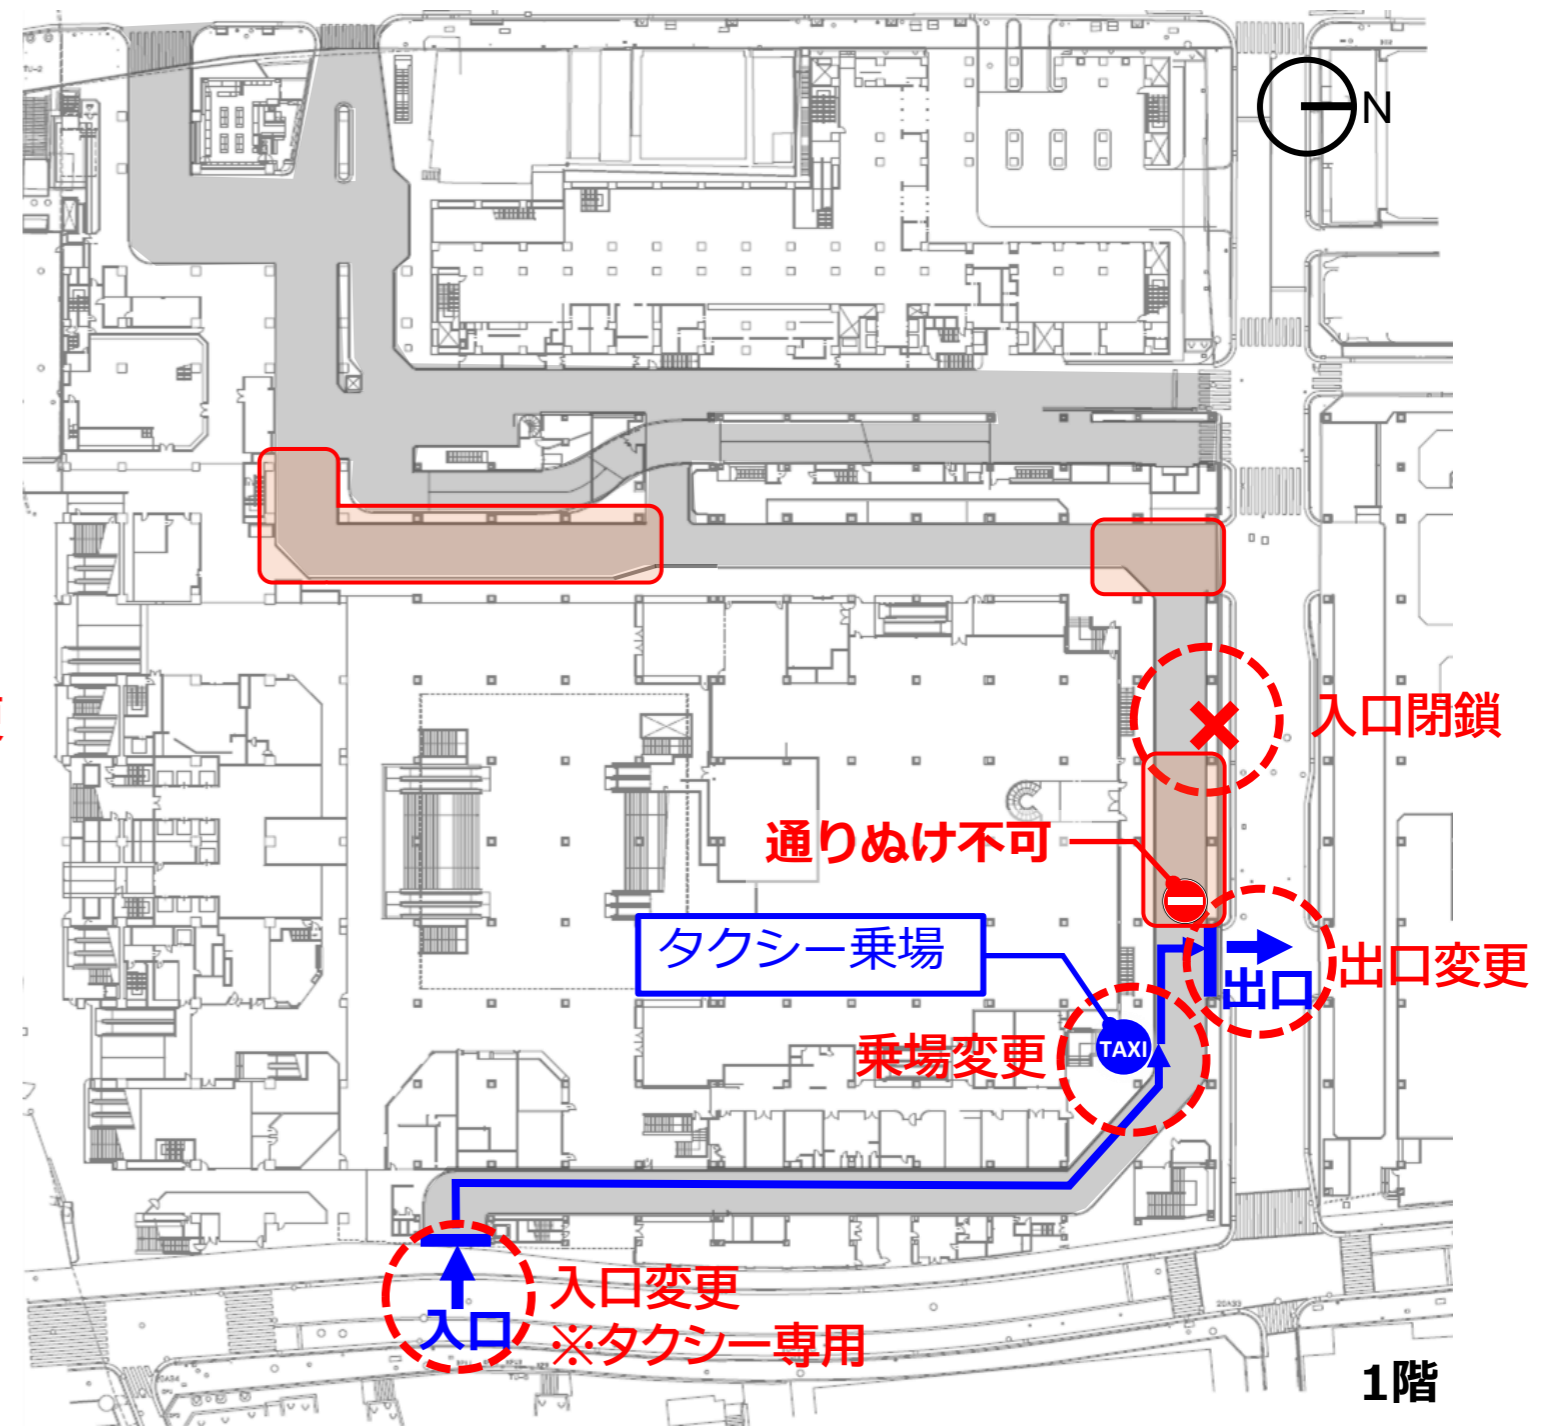 N
入口閉鎖
通りぬけ不可
タクシー乗場
出口
出口変更
乗場変更
TAXI
入口変更
※タクシー専用
入口
1階